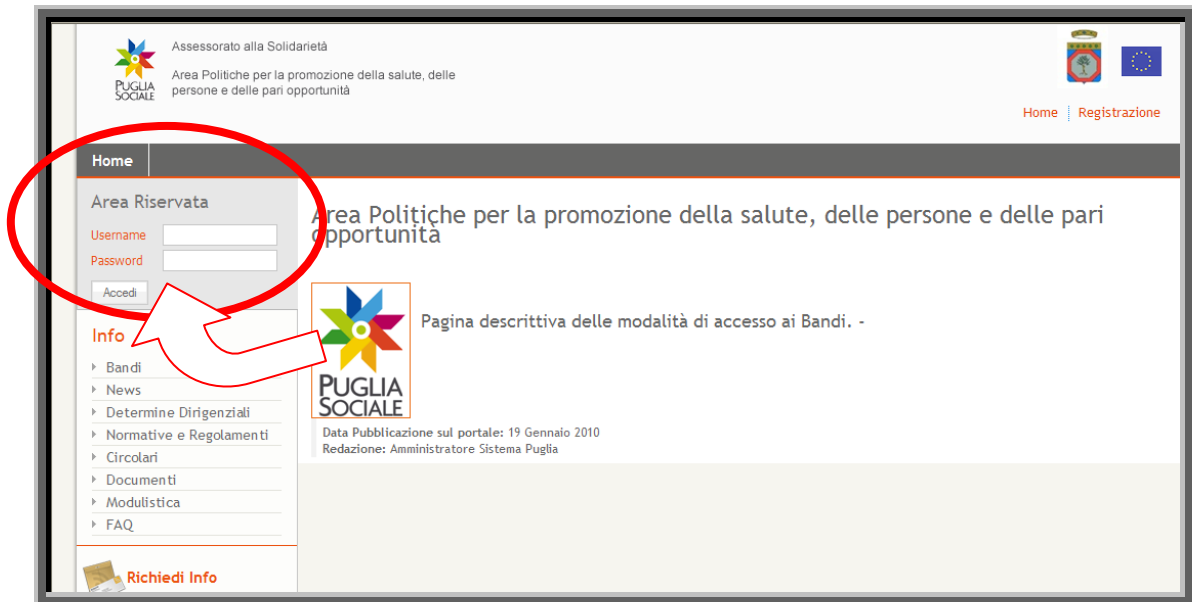 Assessorato alla Solidarietà
Area Politiche per la promozione della salute, delle
persone e delle pari opportunità
PUGLIA
SOCIALE
Home Registrazione
Home
Area Riservata
Username
Password
Accedi
Info
Bandi
News
Determine Dirigenziali
Normative e Regolamenti
Circolari
Documenti
Modulistica
FAQ
Richiedi Info
Area Politiche per la promozione della salute, delle persone e delle pari
opportunità
Pagina descrittiva delle modalità di accesso ai Bandi. -
PUGLIA
SOCIALE
Data Pubblicazione sul portale: 19 Gennaio 2010
Redazione: Amministratore Sistema Puglia